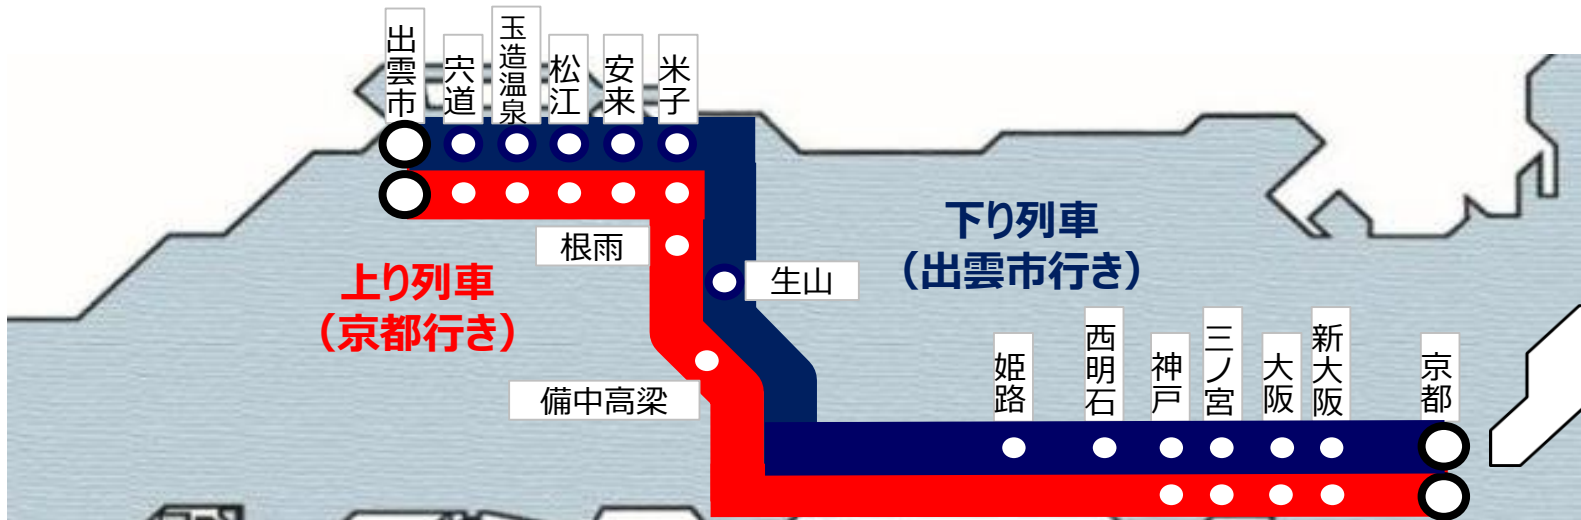 出雲市
宍道
玉造温泉
松江
安来
米子
根雨
生山
下り列車
（出雲市行き）
上り列車
（京都行き）
備中高梁
姫路
西明石
神戸
三ノ宮
大阪
新大阪
京都